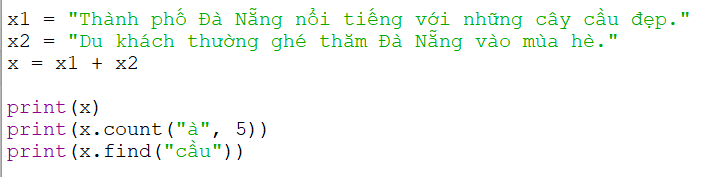 x1 = "Thành phố Đà Nẵng nổi tiếng với những cây cầu đẹp."
x2 = "Du khách thường ghé thăm Đà Nẵng vào mùa hè."
x = x1 + x2
print(x)
print(x.count("à", 5))
print(x.find("cầu"))